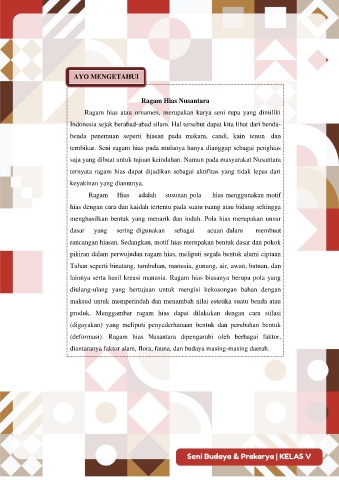 AYO MENGETAHUI
Ragam Hias Nusantara
Ragam hias atau ornamen, merupakan karya seni rupa yang dimiliki
Indonesia sejak berabad-abad silam. Hal tersebut dapat kita lihat dari benda-
benda penemuan seperti hiasan pada makam, candi, kain tenun dan
tembikar. Seni ragam hias pada mulanya hanya dianggap sebagai penghias
saja yang dibuat untuk tujuan keindahan. Namun pada masyarakat Nusantara
ternyata ragam hias dapat dijadikan sebagai aktifitas yang tidak lepas dari
keyakinan yang dianutnya.
Ragam Hias adalah susunan pola hias menggunakan motif
hias dengan cara dan kaidah tertentu pada suatu ruang atau bidang sehingga
menghasilkan bentuk yang menarik dan indah. Pola hias merupakan unsur
dasar yang sering digunakan sebagai acuan dalam membuat
rancangan hiasan. Sedangkan, motif hias merupakan bentuk dasar dan pokok
pikiran dalam perwujudan ragam hias, meliputi segala bentuk alami ciptaan
Tuhan seperti binatang, tumbuhan, manusia, gunung, air, awan, batuan, dan
lainnya serta hasil kreasi manusia. Ragam hias biasanya berupa pola yang
diulang-ulang yang bertujuan untuk mengisi kekosongan bahan dengan
maksud untuk memperindah dan menambah nilai estetika suatu benda atau
produk. Menggambar ragam hias dapat dilakukan dengan cara stilasi
(digayakan) yang meliputi penyederhanaan bentuk dan perubahan bentuk
(deformasi). Ragam hias Nusantara dipengaruhi oleh berbagai faktor,
diantaranya faktor alam, flora, fauna, dan budaya masing-masing daerah.
Seni Budaya & Prakarya | KELAS V